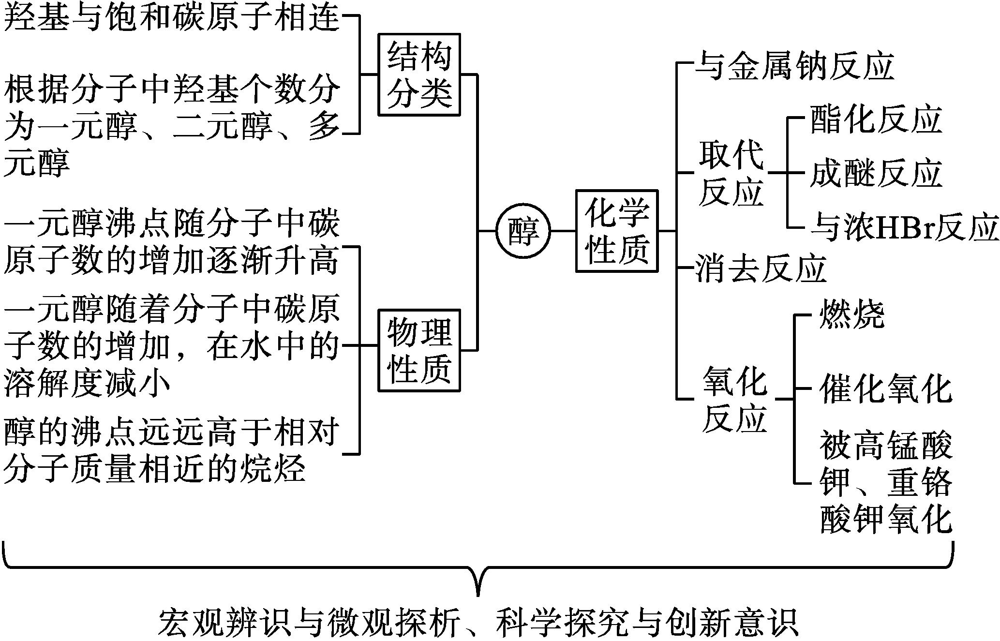 羟基与饱和碳原子相连
根据分子中羟基个数分
为一元醇、二元醇、多
元醇
结构
分类
一元醇沸点随分子中碳
原子数的增加逐渐升高
一元醇随着分子中碳原
子数的增加，在水中的
溶解度减小
醇的沸点远远高于相对
分子质量相近的烷烃
物理
性质
醇
化学
性质
与金属钠反应
取代
反应
酯化反应
成醚反应
与浓HBr反应
消去反应
氧化
反应
燃烧
催化氧化
被高锰酸
钾、重铬
酸钾氧化
宏观辨识与微观探析、科学探究与创新意识